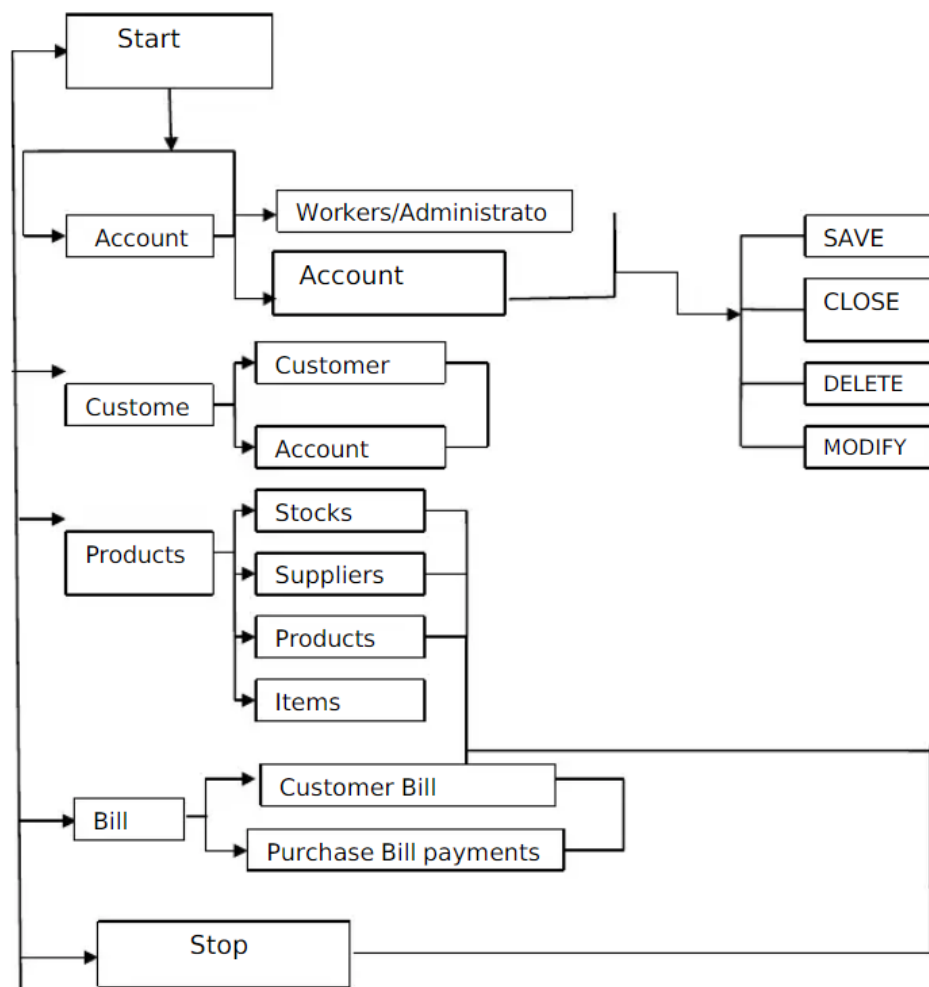 Start
Workers/Administrato
Account
Account
SAVE
CLOSE
DELETE
MODIFY
Customer
Custome
Account
Stocks
Products
Suppliers
Products
Items
Customer Bill
Bill
Purchase Bill payments
Stop